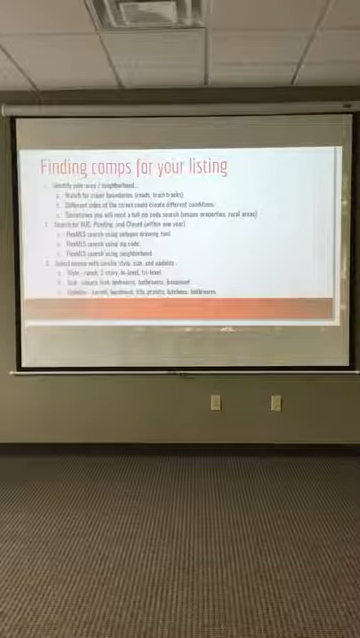 Finding comps for your listing
1. Identify your area / neighborhood...
a. Watch for major boundaries (roads, train tracks)
b. Different sides of the street could create different conditions
c. Sometimes you will need a full zip code search (unique properties, rural areas)
2. Search for Pending, and Closed (within one year)
FlexMLS search using polygon drawing tool
FlexMLS search using zip code
FlexMLS search using neighborhood
3. Select homes with similar style, size, and updates
Style - ranch, 2 story, bi-level, tri-level
Size - square feet, bedrooms, bathrooms, basement
Updates - carpet, hardwood, tile, kitchens, bathrooms